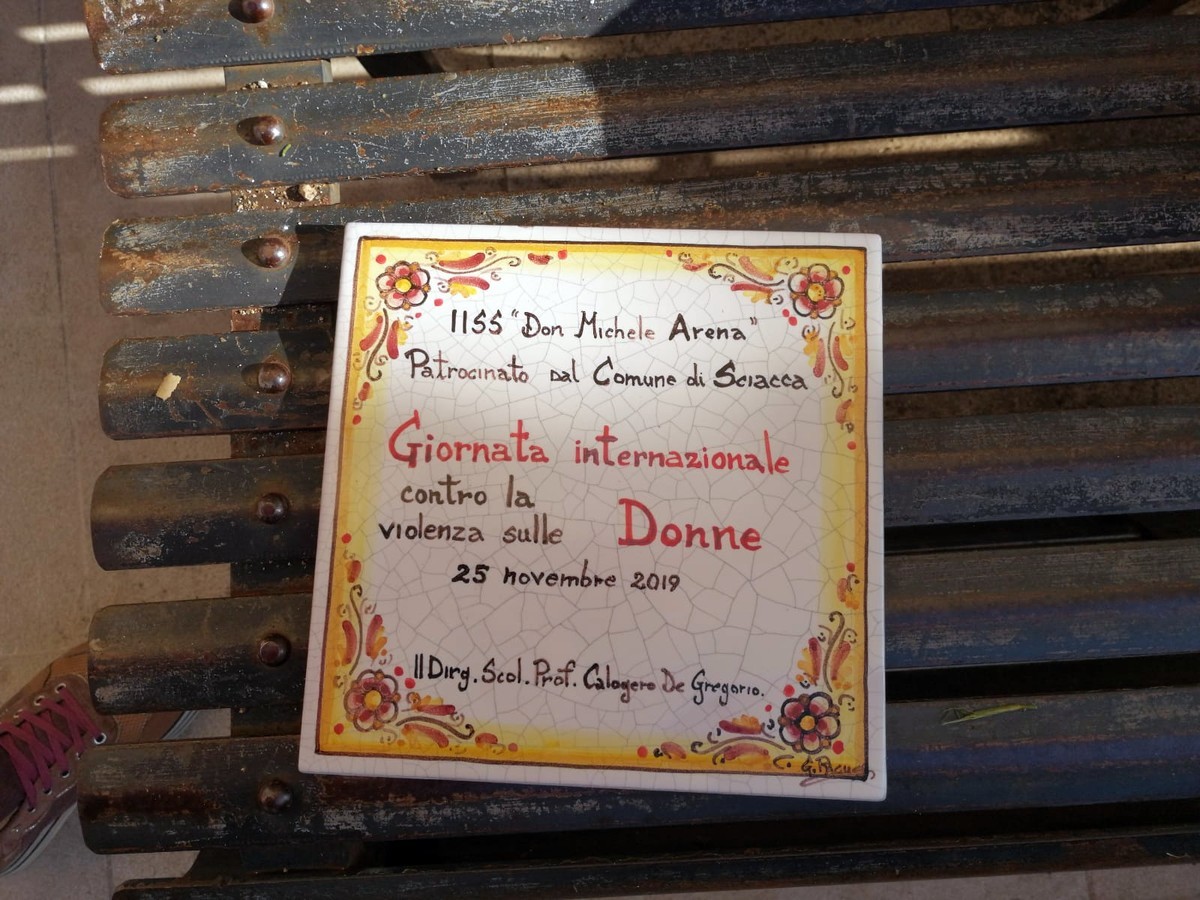 IISS "Don Michele Arena"
Patrocinato dal Comune di Sciacca
Giornata internazionale
contro la
violenza sulle Donne
25 novembre 2019
Il Dirg. Scol. Prof. Calogero De Gregorio.